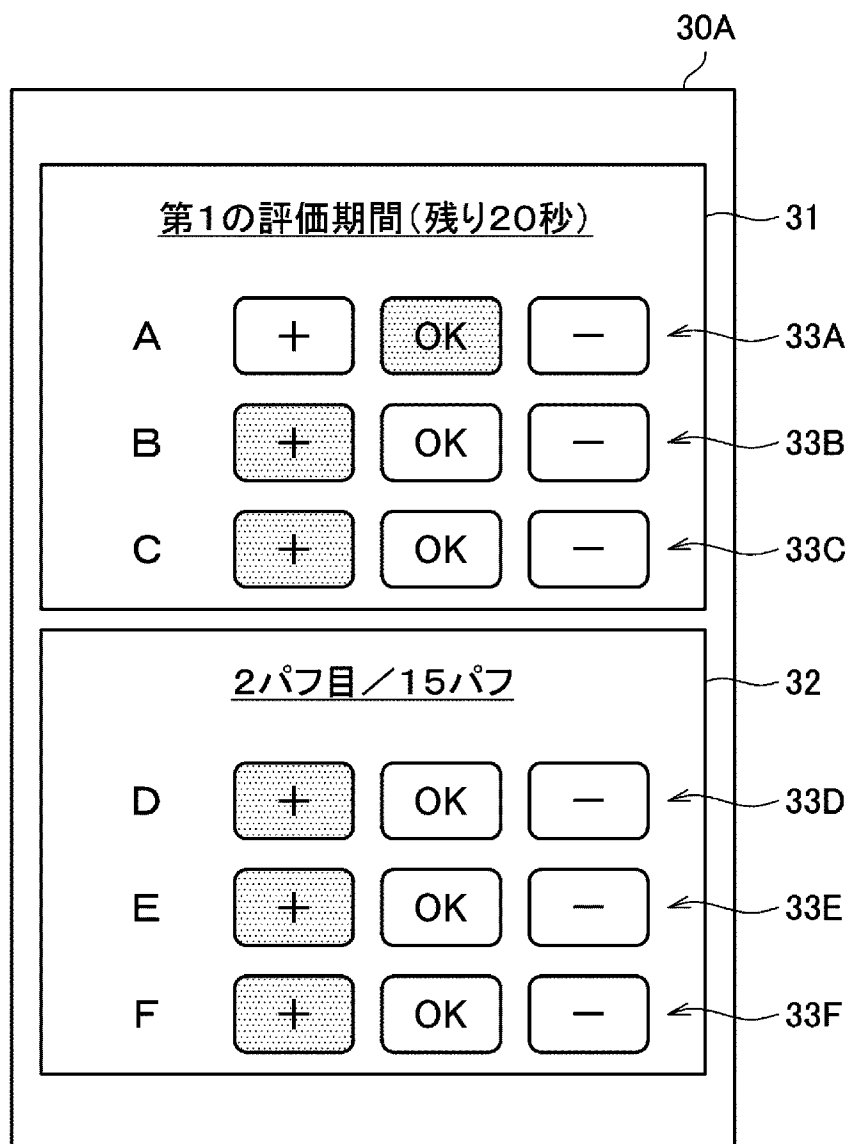 30A
第1の評価期間(残り20秒) 31
A + OK − 33A
B + OK − 33B
C + OK − 33C
2パフ目／15パフ 32
D + OK − 33D
E + OK − 33E
F + OK − 33F